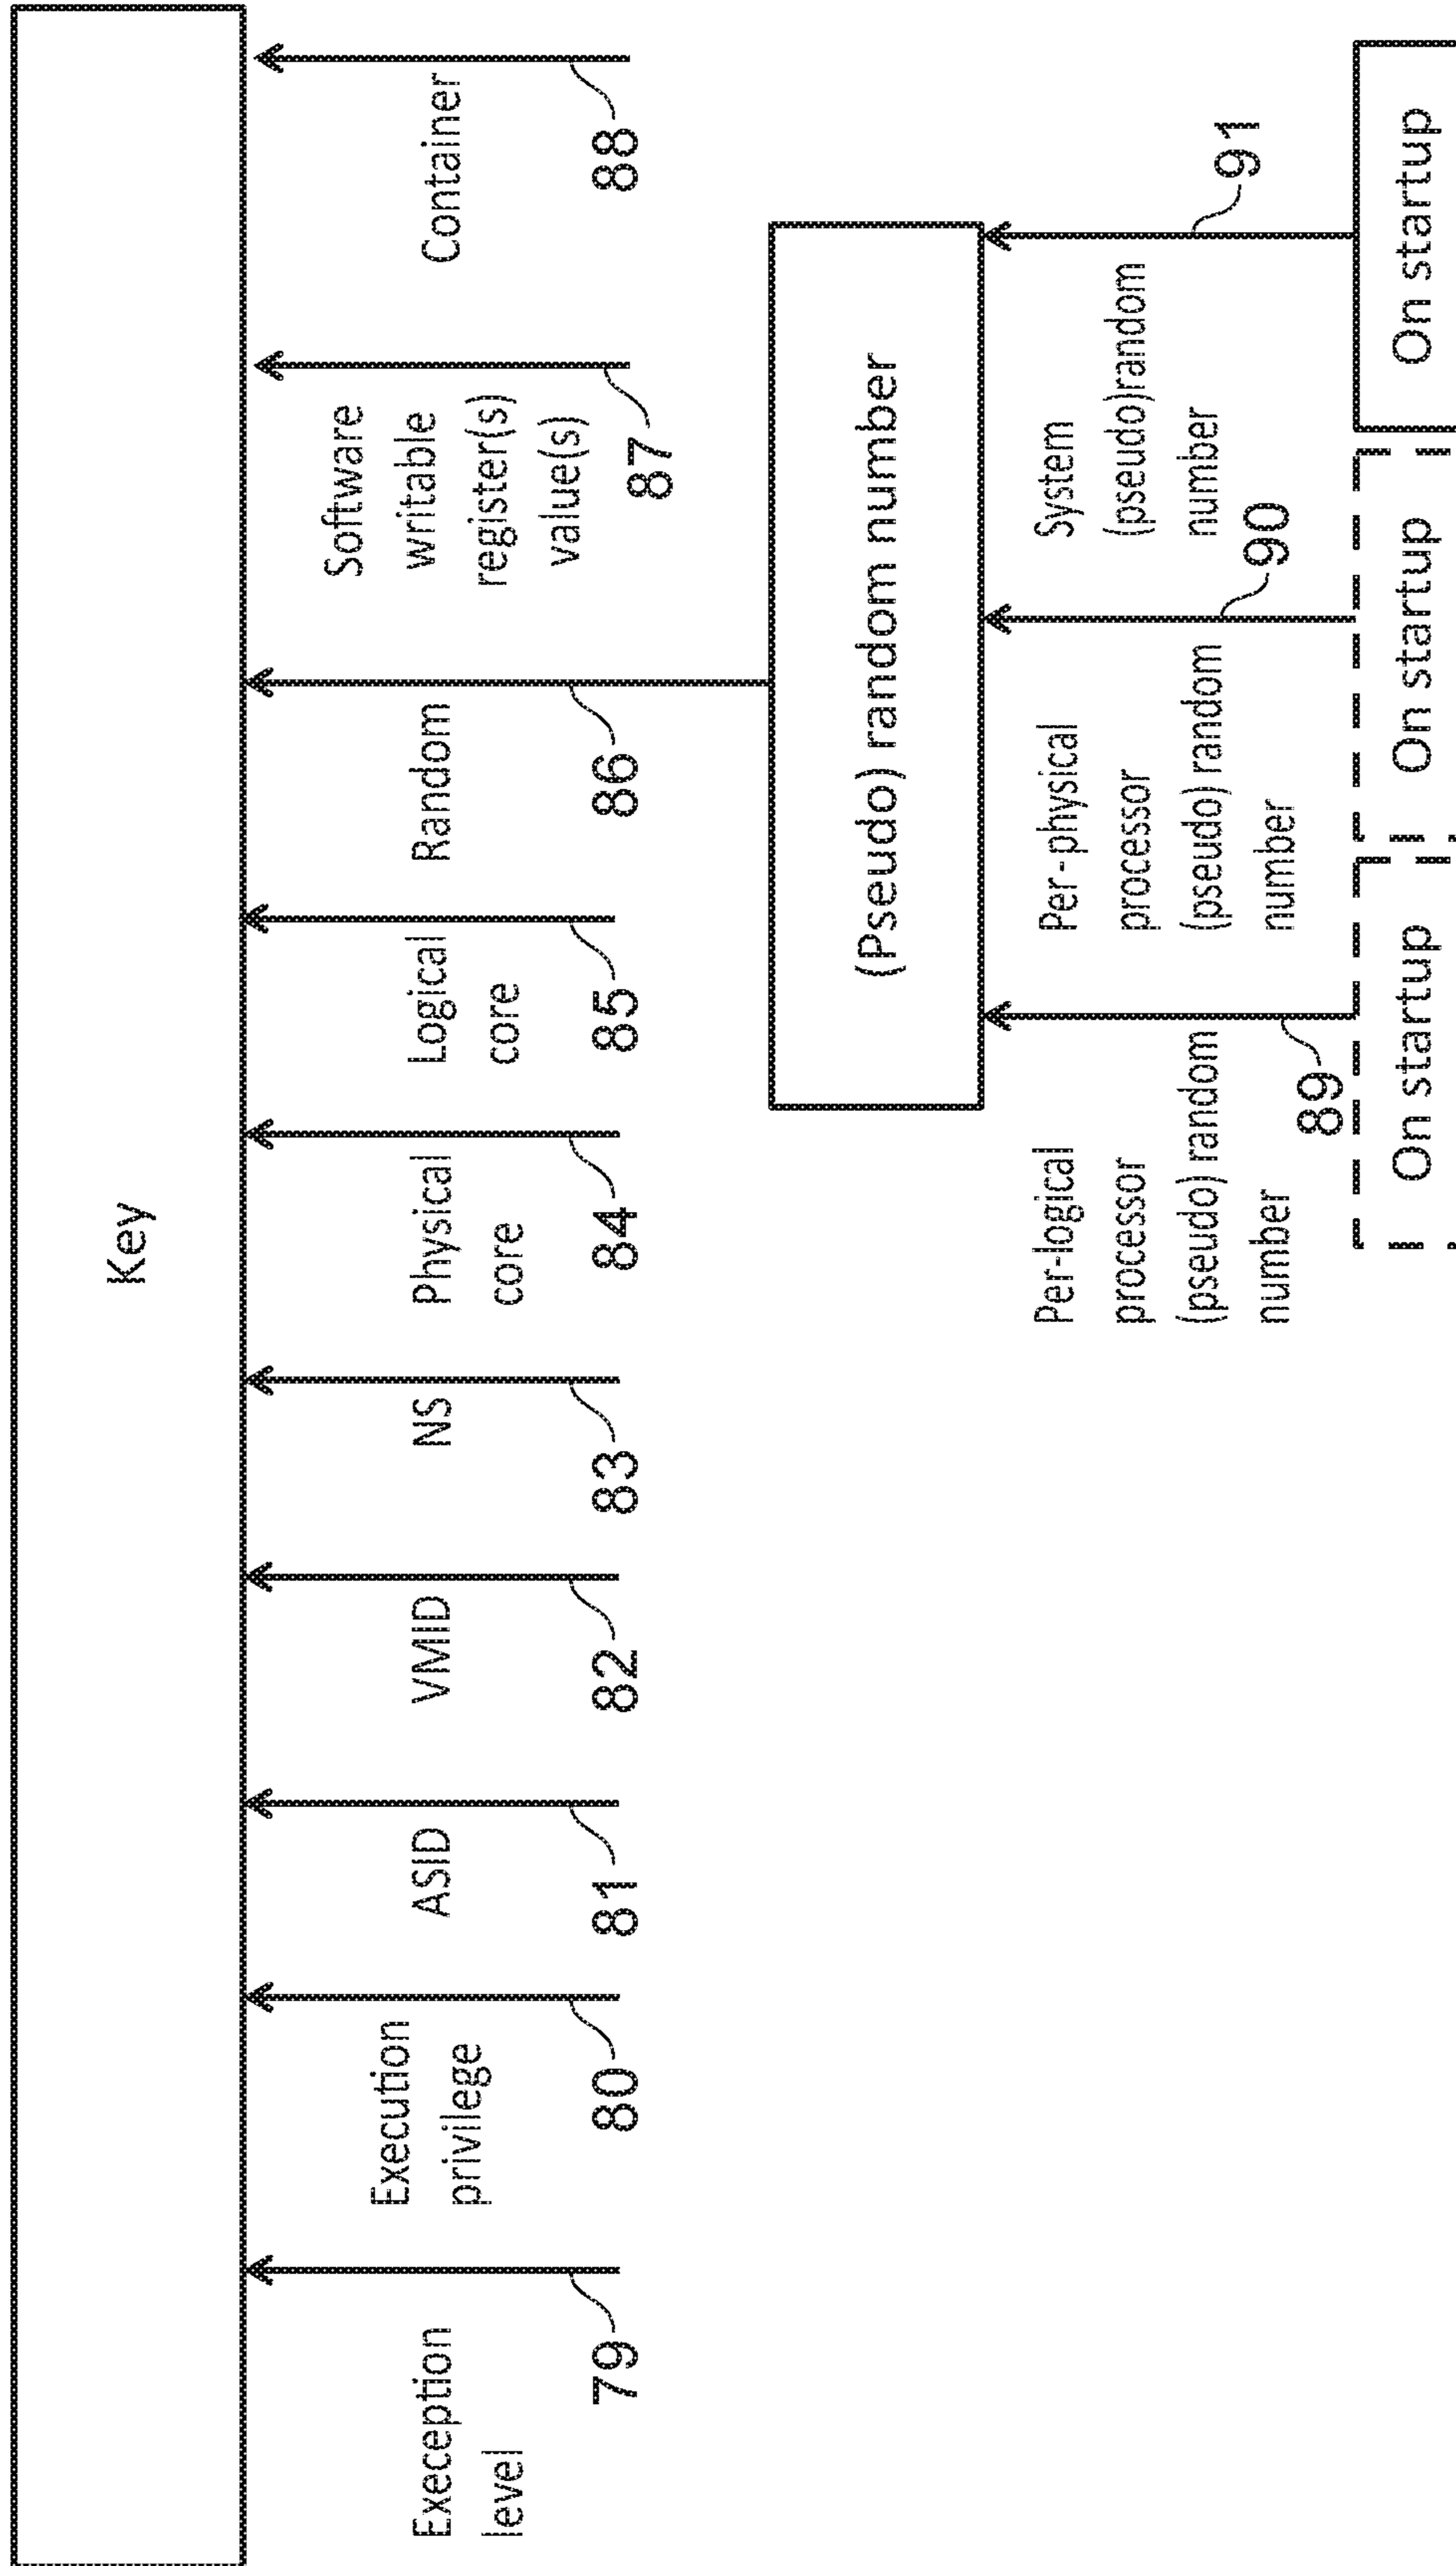 Key
Exeception
level
79
Execution
privilege
80
ASID
81
VMID
82
NS
83
Physical
core
84
Logical
core
85
Random
86
Software
writable
register(s)
value(s)
87
Container
88
(Pseudo) random number
Per-logical
processor
(pseudo) random
number
89
Per-physical
processor
(pseudo) random
number
90
System
(pseudo)random
number
91
On startup
On startup
On startup